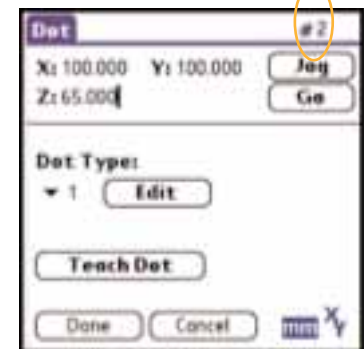 Dot #2
X: 100.000 Y: 100.000 Jog
Z: 65.000 Go
Dot Type:
1 Edit
Teach Dot
Done Cancel mm X/Y